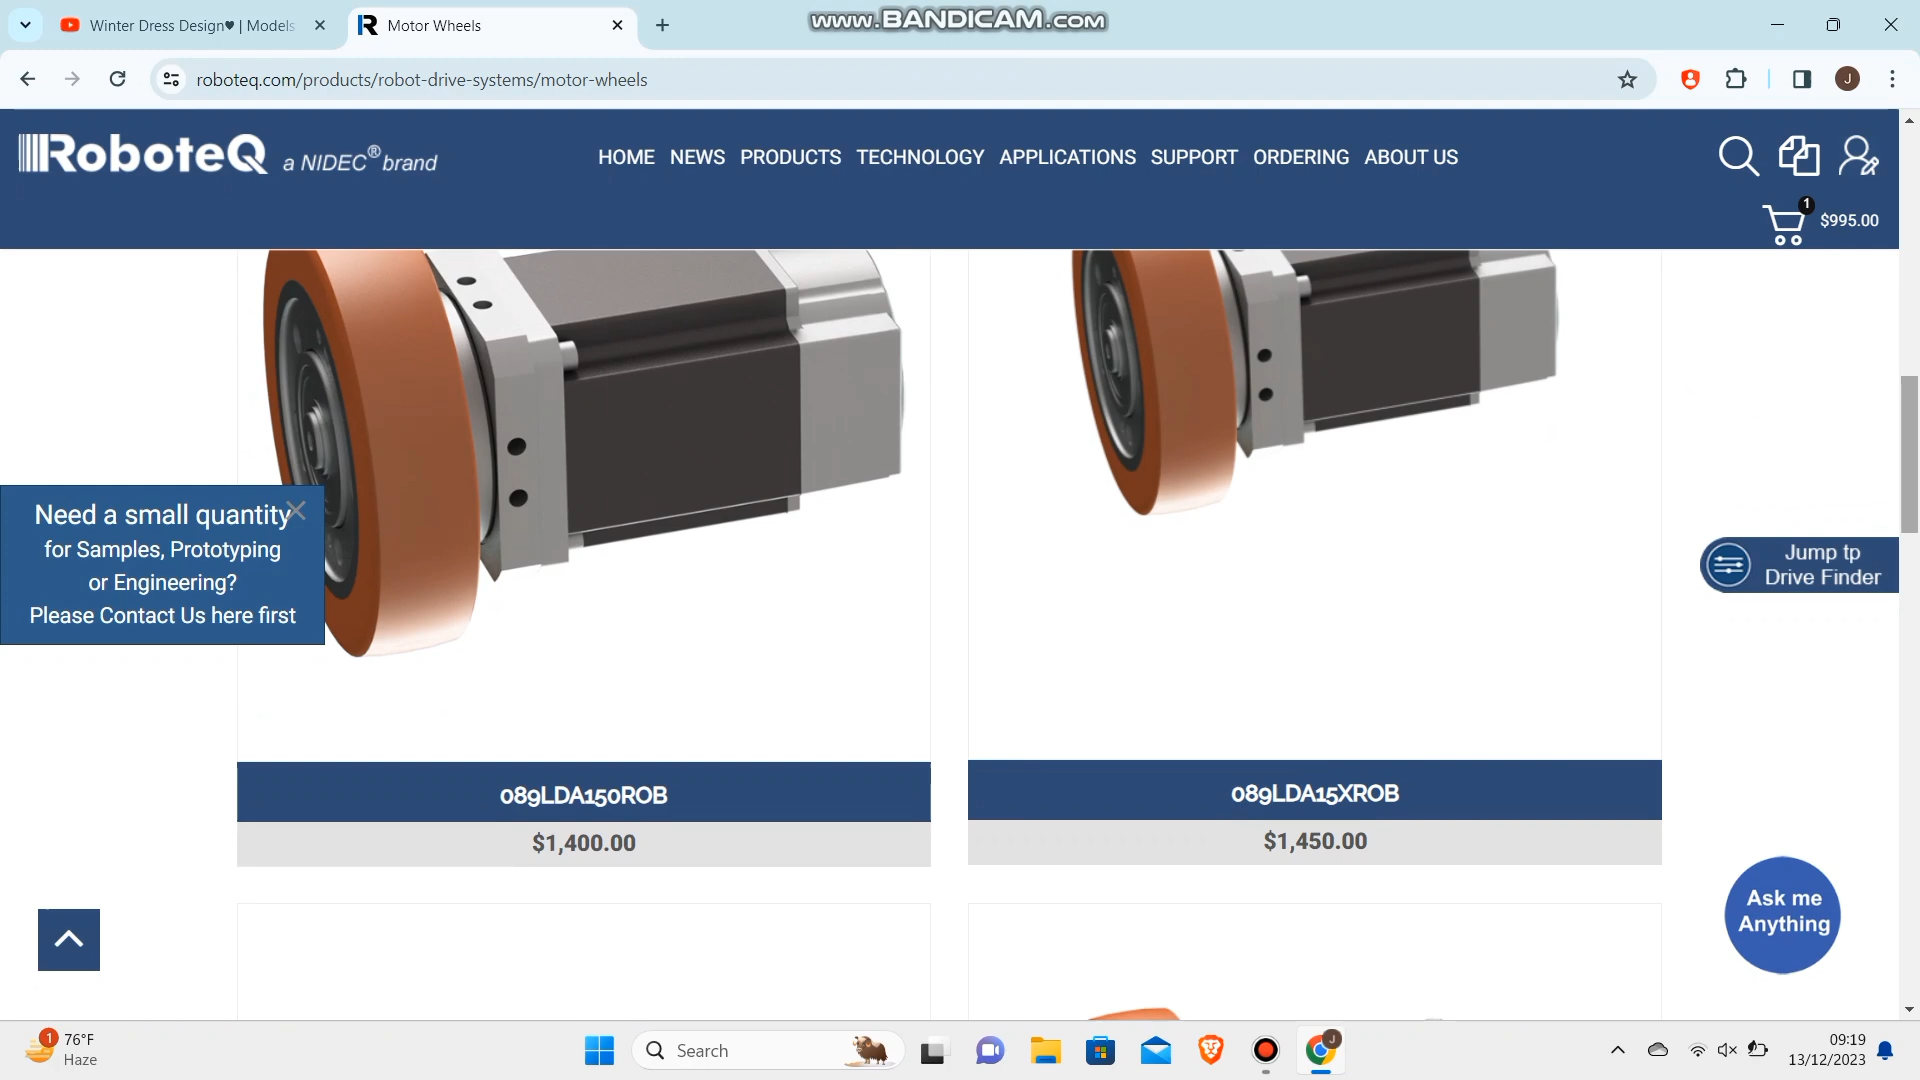 Winter Dress Design♥ | Models
Motor Wheels
www.BANDICAM.com
roboteq.com/products/robot-drive-systems/motor-wheels
J
RoboteQ a NIDEC® brand
HOME NEWS PRODUCTS TECHNOLOGY APPLICATIONS SUPPORT ORDERING ABOUT US
1
$995.00
Need a small quantity
for Samples, Prototyping
or Engineering?
Please Contact Us here first
Jump tp
Drive Finder
089LDA150ROB
$1,400.00
089LDA15XROB
$1,450.00
Ask me
Anything
1
76°F
Haze
Search
J
09:19
13/12/2023